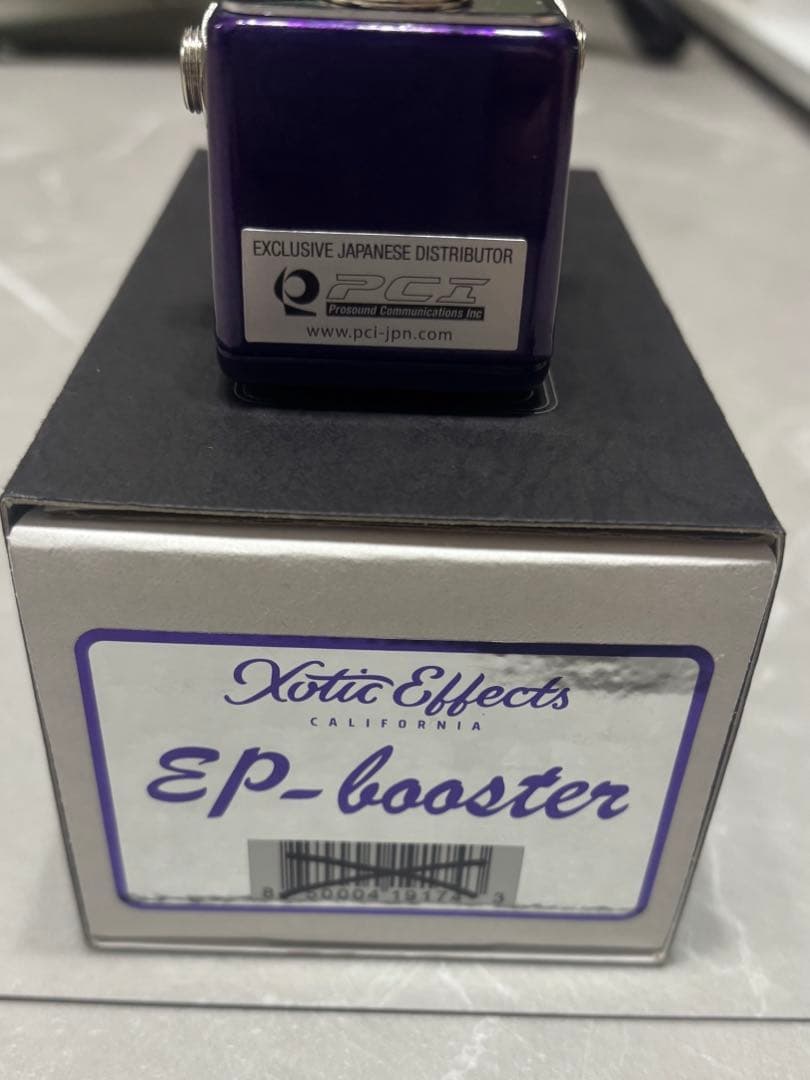 EXCLUSIVE JAPANESE DISTRIBUTOR
PCI
Prosound Communications Inc
www.pci-jpn.com
Xotic Effects
CALIFORNIA
EP-booster